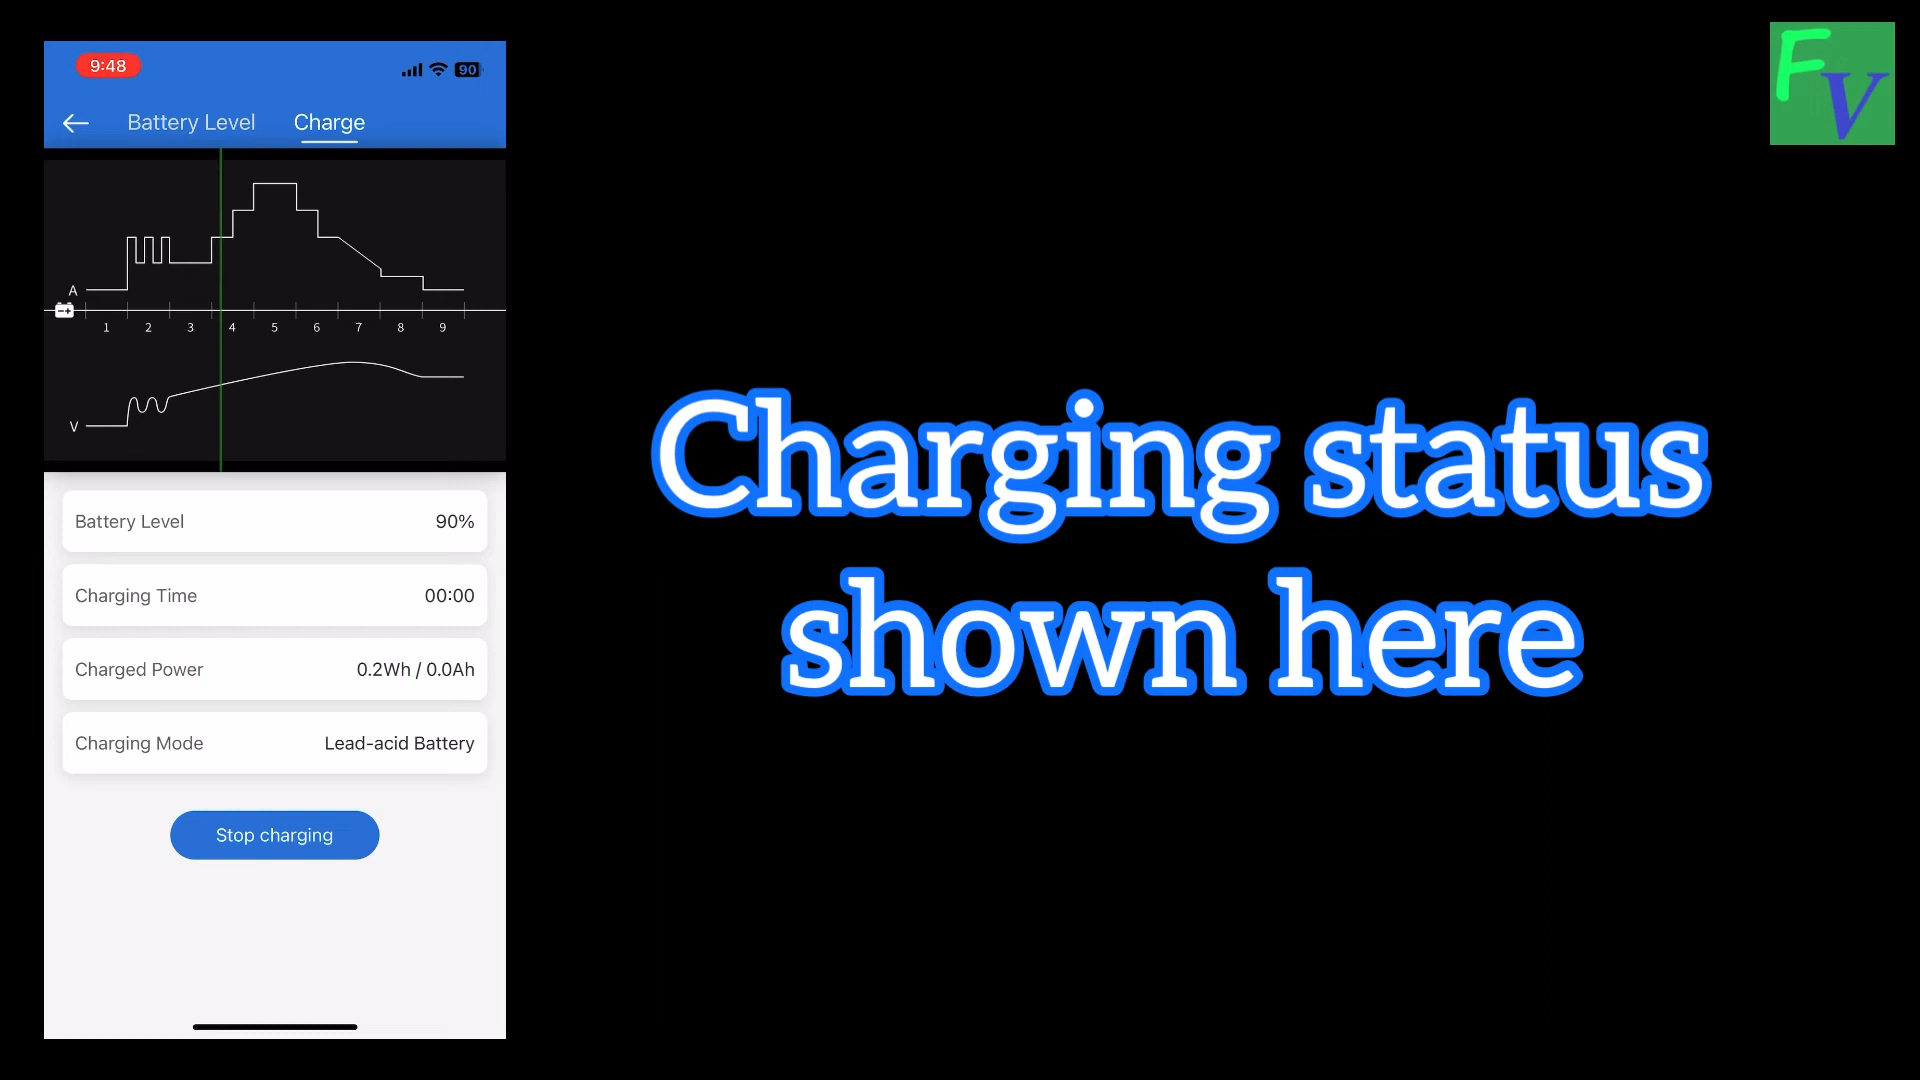 9:48
90
Battery Level Charge
A
1 2 3 4 5 6 7 8 9
V
Battery Level 90%
Charging Time 00:00
Charged Power 0.2Wh / 0.0Ah
Charging Mode Lead-acid Battery
Stop charging
Charging status
shown here
FV